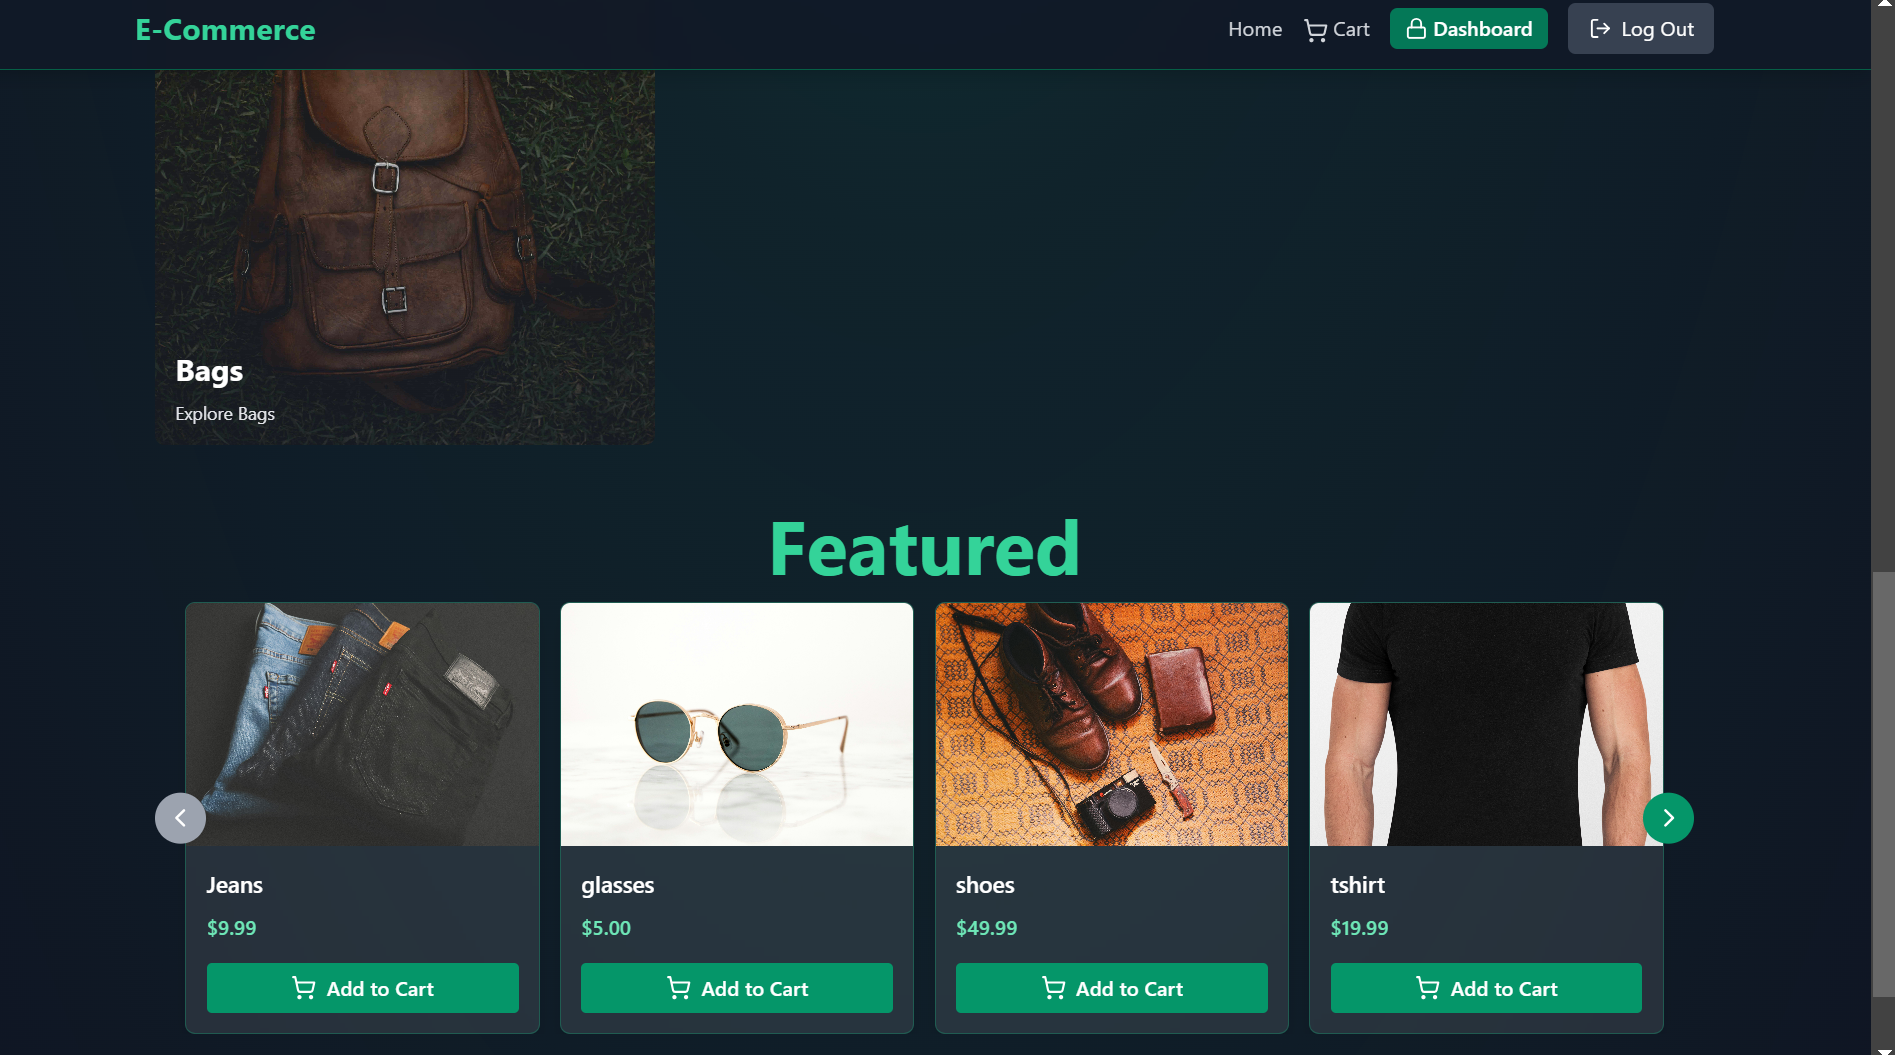 E-Commerce
Home
Cart
Dashboard
Log Out
Bags
Explore Bags
Featured
Jeans
$9.99
Add to Cart
glasses
$5.00
Add to Cart
shoes
$49.99
Add to Cart
tshirt
$19.99
Add to Cart